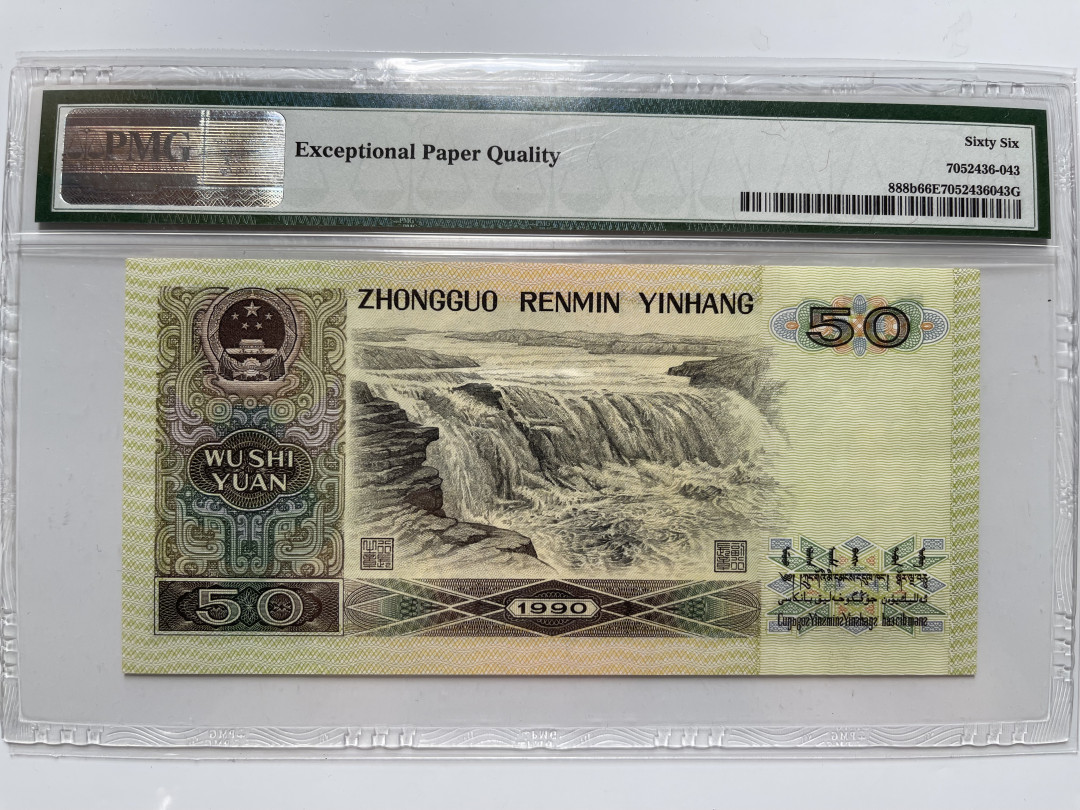 PMG
Exceptional Paper Quality
Sixty Six
7052436-043
888b66E7052436043G
ZHONGGUO RENMIN YINHANG
50
WU SHI
YUAN
50
1990